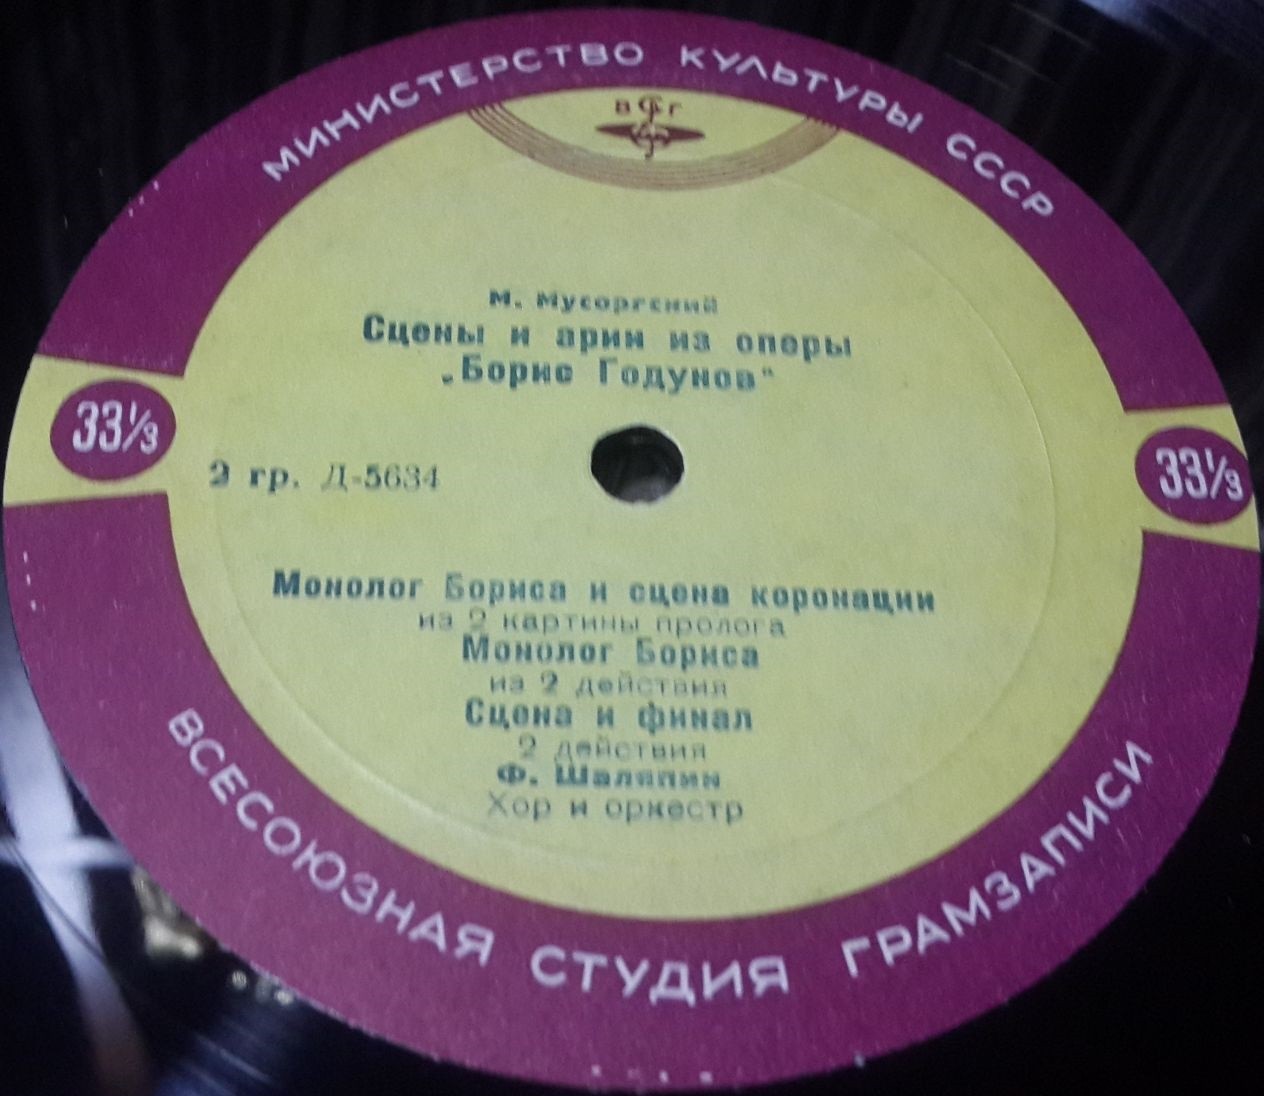 МИНИСТЕРСТВО КУЛЬТУРЫ СССР
ВСГ
М. Мусоргский
Сцены и арии из оперы
„Борис Годунов"
33⅓
33⅓
2 гр. Д-5634
Монолог Бориса и сцена коронации
из 2 картины пролога
Монолог Бориса
из 2 действия
Сцена и финал
2 действия
Ф. Шаляпин
Хор и оркестр
ВСЕСОЮЗНАЯ СТУДИЯ ГРАМЗАПИСИ